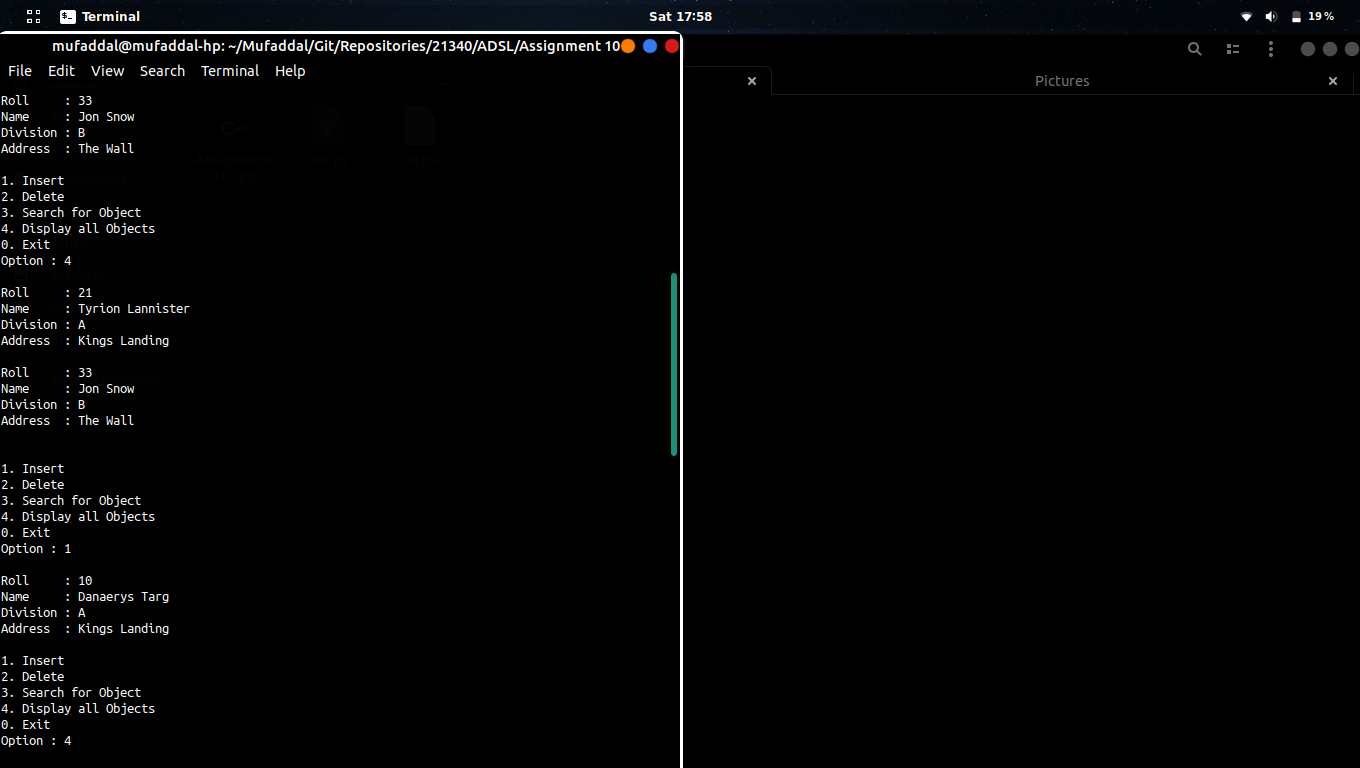 Terminal
Sat 17:58
19%
mufaddal@mufaddal-hp: ~/Mufaddal/Git/Repositories/21340/ADSL/Assignment 10
File Edit View Search Terminal Help
Pictures
Roll     : 33
Name     : Jon Snow
Division : B
Address  : The Wall
1. Insert
2. Delete
3. Search for Object
4. Display all Objects
0. Exit
Option : 4
Roll     : 21
Name     : Tyrion Lannister
Division : A
Address  : Kings Landing
Roll     : 33
Name     : Jon Snow
Division : B
Address  : The Wall
1. Insert
2. Delete
3. Search for Object
4. Display all Objects
0. Exit
Option : 1
Roll     : 10
Name     : Danaerys Targ
Division : A
Address  : Kings Landing
1. Insert
2. Delete
3. Search for Object
4. Display all Objects
0. Exit
Option : 4